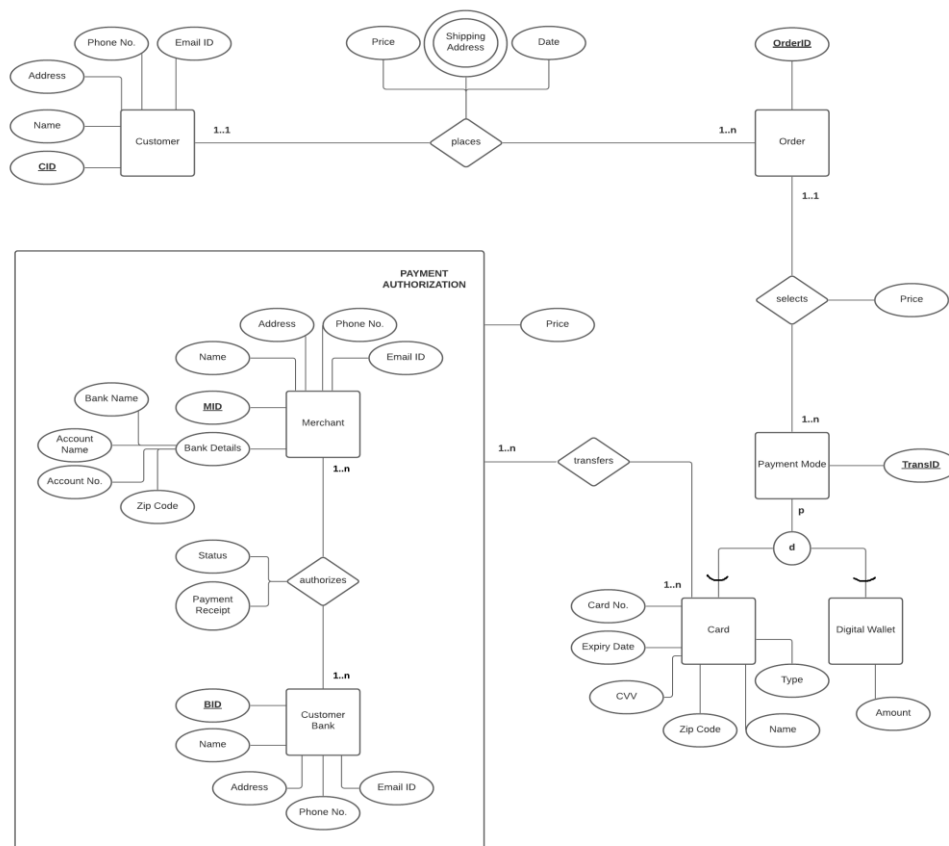 Phone No.
Email ID
Price
Shipping
Address
Date
OrderID
Address
Name
CID
Customer
1..1
places
1..n
Order
1..1
PAYMENT
AUTHORIZATION
selects
Price
Price
Address
Phone No.
Name
Email ID
Bank Name
MID
Merchant
Account
Name
Bank Details
Account No.
Zip Code
1..n
1..n
transfers
1..n
Payment Mode
TransID
p
d
Status
authorizes
Payment
Receipt
1..n
Card No.
Card
Digital Wallet
Expiry Date
Type
CVV
Zip Code
Name
Amount
1..n
BID
Customer
Bank
Name
Address
Email ID
Phone No.